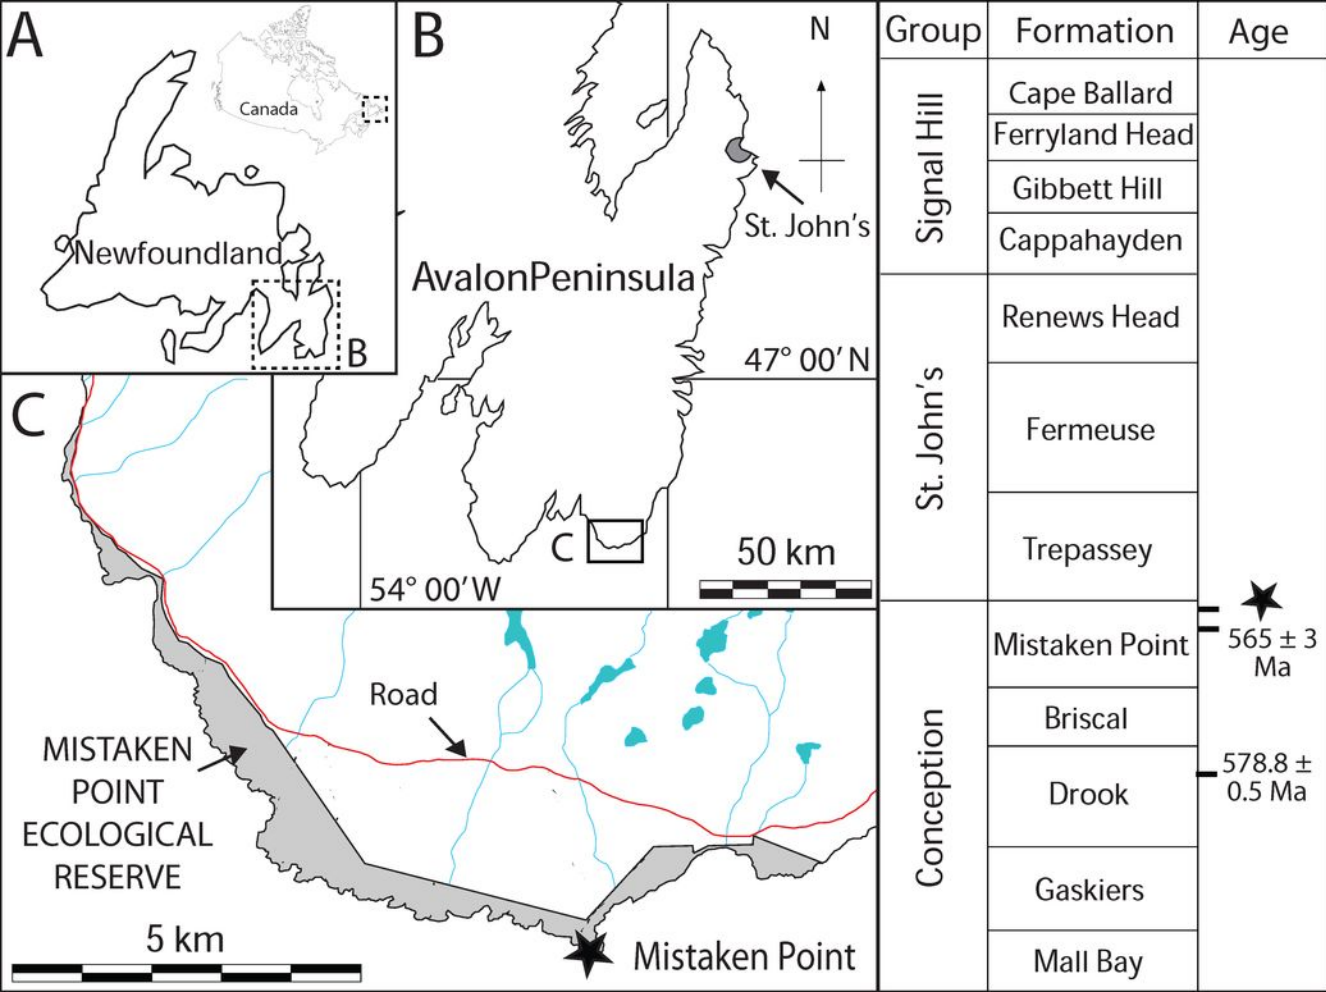 A
Canada
Newfoundland
B
B
N
St. John's
AvalonPeninsula
47° 00' N
C
54° 00' W
50 km
C
Road
MISTAKEN
POINT
ECOLOGICAL
RESERVE
5 km
Mistaken Point
Group
Formation
Age
Signal Hill
Cape Ballard
Ferryland Head
Gibbett Hill
Cappahayden
St. John's
Renews Head
Fermeuse
Trepassey
Conception
Mistaken Point
565 ± 3
Ma
Briscal
Drook
578.8 ±
0.5 Ma
Gaskiers
Mall Bay